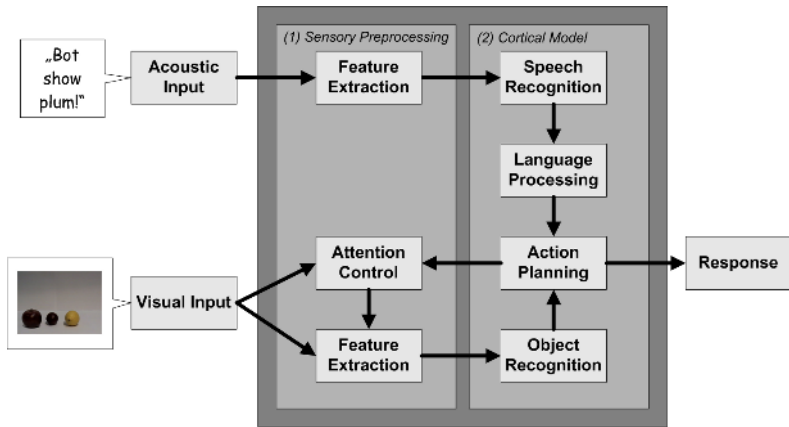 „Bot
show
plum!“
Acoustic
Input
(1) Sensory Preprocessing
Feature
Extraction
(2) Cortical Model
Speech
Recognition
Language
Processing
Attention
Control
Action
Planning
Response
Visual Input
Feature
Extraction
Object
Recognition